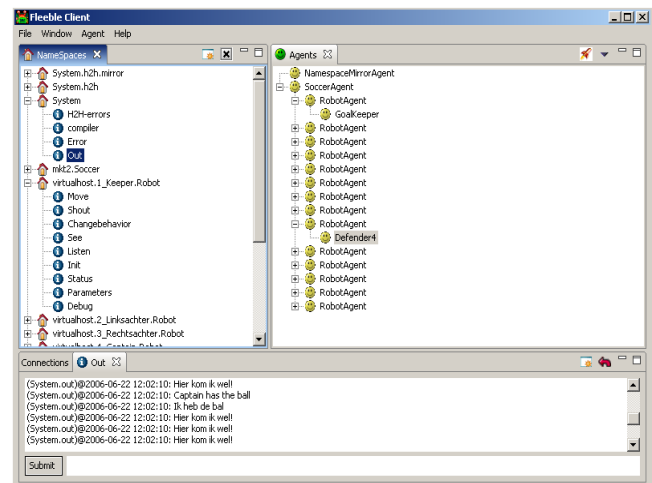 Fleeble Client
File Window Agent Help
NameSpaces
System.h2h.mirror
System.h2h
System
H2H-errors
compiler
Error
Out
mkt2.Soccer
virtualhost.1_Keeper.Robot
Move
Shout
Changebehavior
See
Listen
Init
Status
Parameters
Debug
virtualhost.2_Linksachter.Robot
virtualhost.3_Rechtsachter.Robot
virtualhost.4_Captain.Robot
Agents
NamespaceMirrorAgent
SoccerAgent
RobotAgent
GoalKeeper
RobotAgent
RobotAgent
RobotAgent
RobotAgent
RobotAgent
RobotAgent
RobotAgent
Defender4
RobotAgent
RobotAgent
RobotAgent
RobotAgent
Connections
Out
(System.out)@2006-06-22 12:02:10: Hier kom ik wel!
(System.out)@2006-06-22 12:02:10: Captain has the ball
(System.out)@2006-06-22 12:02:10: Ik heb de bal
(System.out)@2006-06-22 12:02:10: Hier kom ik wel!
(System.out)@2006-06-22 12:02:10: Hier kom ik wel!
(System.out)@2006-06-22 12:02:10: Hier kom ik wel!
Submit